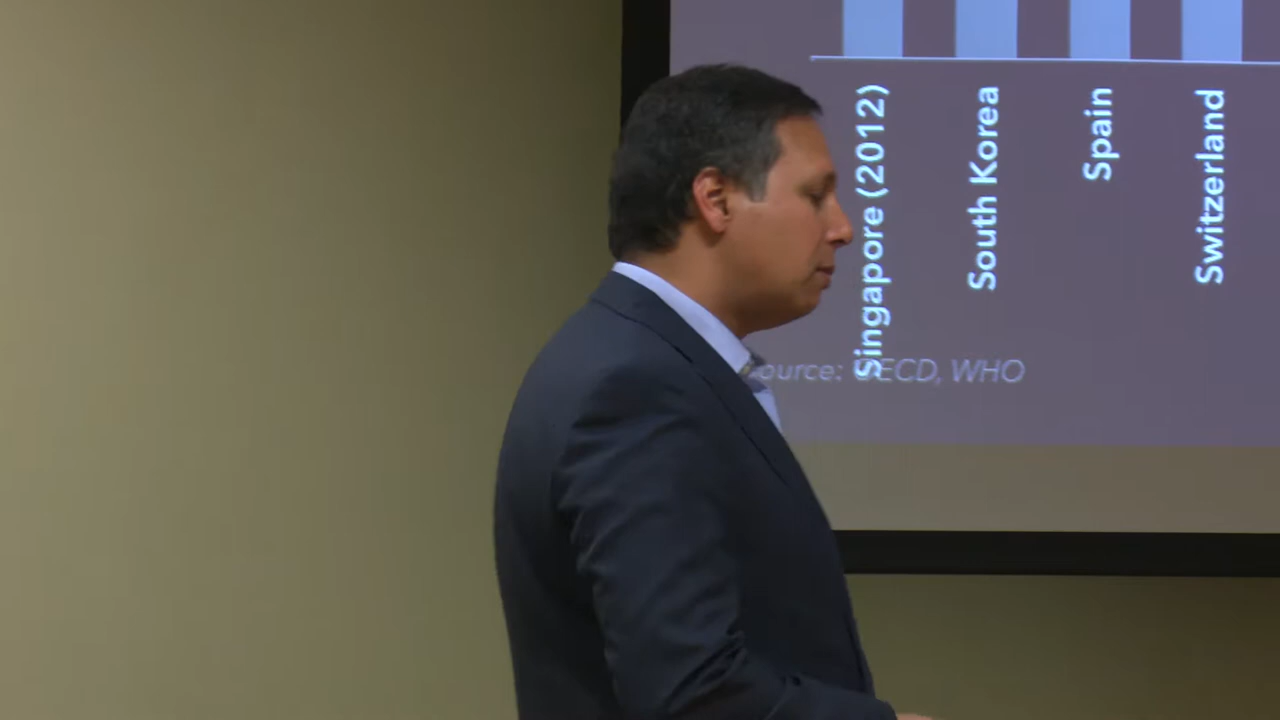 Singapore (2012)
South Korea
Spain
Switzerland
ource: OECD, WHO